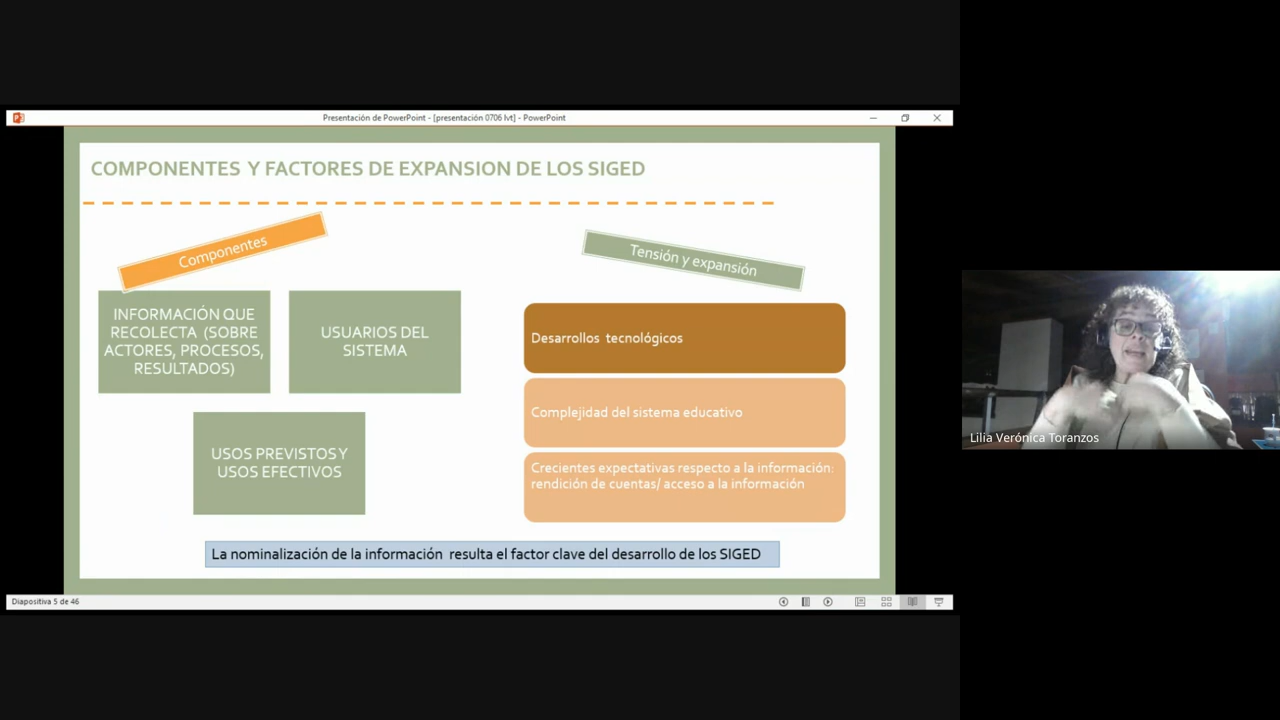 Presentación de PowerPoint - [presentación 0706 lvt] - PowerPoint
COMPONENTES Y FACTORES DE EXPANSION DE LOS SIGED
Componentes
INFORMACIÓN QUE
RECOLECTA (SOBRE
ACTORES, PROCESOS,
RESULTADOS)
USUARIOS DEL
SISTEMA
USOS PREVISTOS Y
USOS EFECTIVOS
Tensión y expansión
Desarrollos tecnológicos
Complejidad del sistema educativo
Crecientes expectativas respecto a la información:
rendición de cuentas/ acceso a la información
La nominalización de la información resulta el factor clave del desarrollo de los SIGED
Diapositiva 5 de 46
Lilia Verónica Toranzos